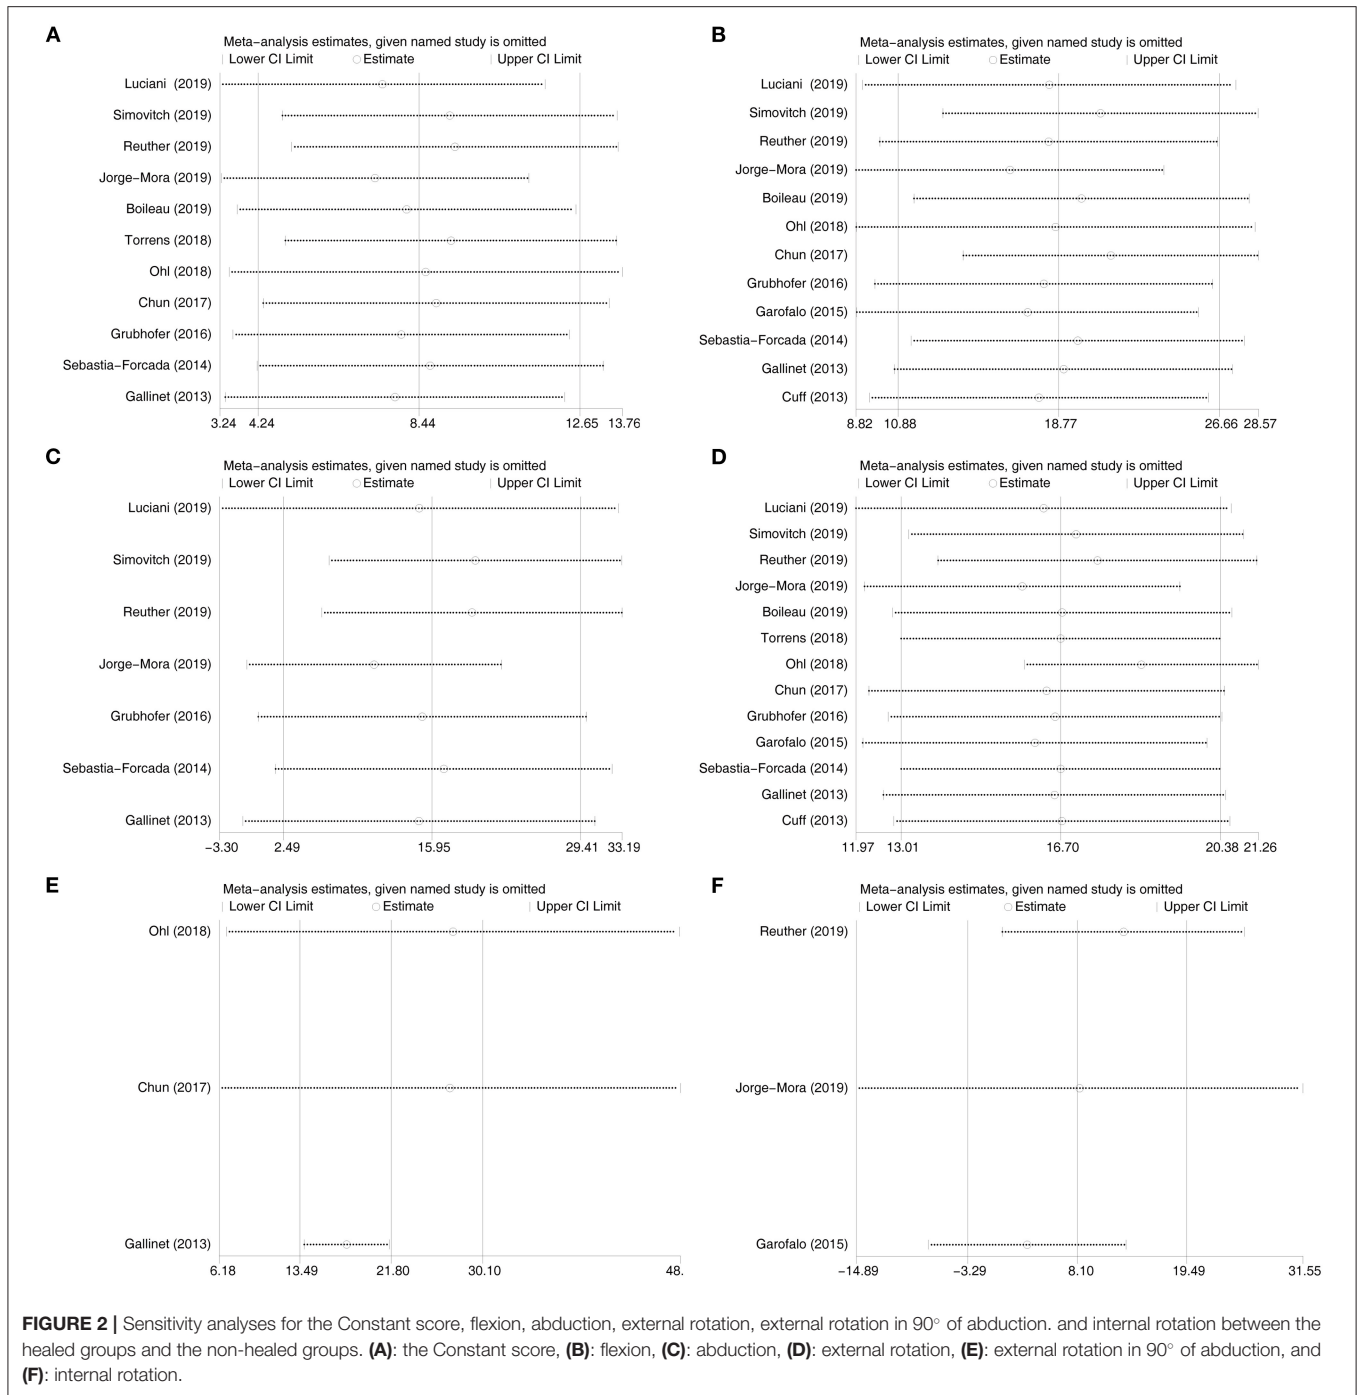 A
Meta−analysis estimates, given named study is omitted
Lower CI Limit Estimate Upper CI Limit
Luciani (2019)
Simovitch (2019)
Reuther (2019)
Jorge−Mora (2019)
Boileau (2019)
Torrens (2018)
Ohl (2018)
Chun (2017)
Grubhofer (2016)
Sebastia−Forcada (2014)
Gallinet (2013)
3.24 4.24 8.44 12.65 13.76
B
Meta−analysis estimates, given named study is omitted
Lower CI Limit Estimate Upper CI Limit
Luciani (2019)
Simovitch (2019)
Reuther (2019)
Jorge−Mora (2019)
Boileau (2019)
Ohl (2018)
Chun (2017)
Grubhofer (2016)
Garofalo (2015)
Sebastia−Forcada (2014)
Gallinet (2013)
Cuff (2013)
8.82 10.88 18.77 26.66 28.57
C
Meta−analysis estimates, given named study is omitted
Lower CI Limit Estimate Upper CI Limit
Luciani (2019)
Simovitch (2019)
Reuther (2019)
Jorge−Mora (2019)
Grubhofer (2016)
Sebastia−Forcada (2014)
Gallinet (2013)
−3.30 2.49 15.95 29.41 33.19
D
Meta−analysis estimates, given named study is omitted
Lower CI Limit Estimate Upper CI Limit
Luciani (2019)
Simovitch (2019)
Reuther (2019)
Jorge−Mora (2019)
Boileau (2019)
Torrens (2018)
Ohl (2018)
Chun (2017)
Grubhofer (2016)
Garofalo (2015)
Sebastia−Forcada (2014)
Gallinet (2013)
Cuff (2013)
11.97 13.01 16.70 20.38 21.26
E
Meta−analysis estimates, given named study is omitted
Lower CI Limit Estimate Upper CI Limit
Ohl (2018)
Chun (2017)
Gallinet (2013)
6.18 13.49 21.80 30.10 48.
F
Meta−analysis estimates, given named study is omitted
Lower CI Limit Estimate Upper CI Limit
Reuther (2019)
Jorge−Mora (2019)
Garofalo (2015)
−14.89 −3.29 8.10 19.49 31.55
FIGURE 2 | Sensitivity analyses for the Constant score, flexion, abduction, external rotation, external rotation in 90° of abduction. and internal rotation between the
healed groups and the non-healed groups. (A): the Constant score, (B): flexion, (C): abduction, (D): external rotation, (E): external rotation in 90° of abduction, and
(F): internal rotation.